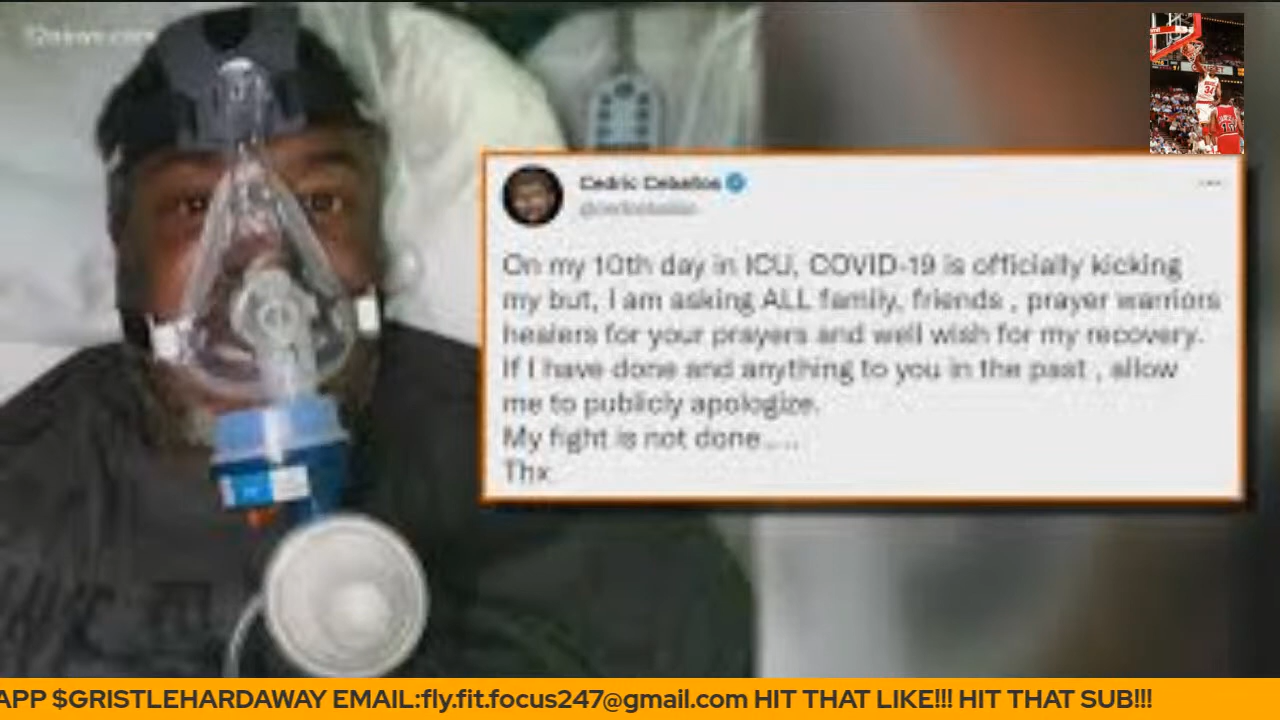 12news.com
Cedric Ceballos
On my 10th day in ICU, COVID-19 is officially kicking
my but, I am asking ALL family, friends , prayer warriors
healers for your prayers and well wish for my recovery.
If I have done and anything to you in the past , allow
me to publicly apologize.
My fight is not done.....
Thx
APP $GRISTLEHARDAWAY EMAIL:fly.fit.focus247@gmail.com HIT THAT LIKE!!! HIT THAT SUB!!!